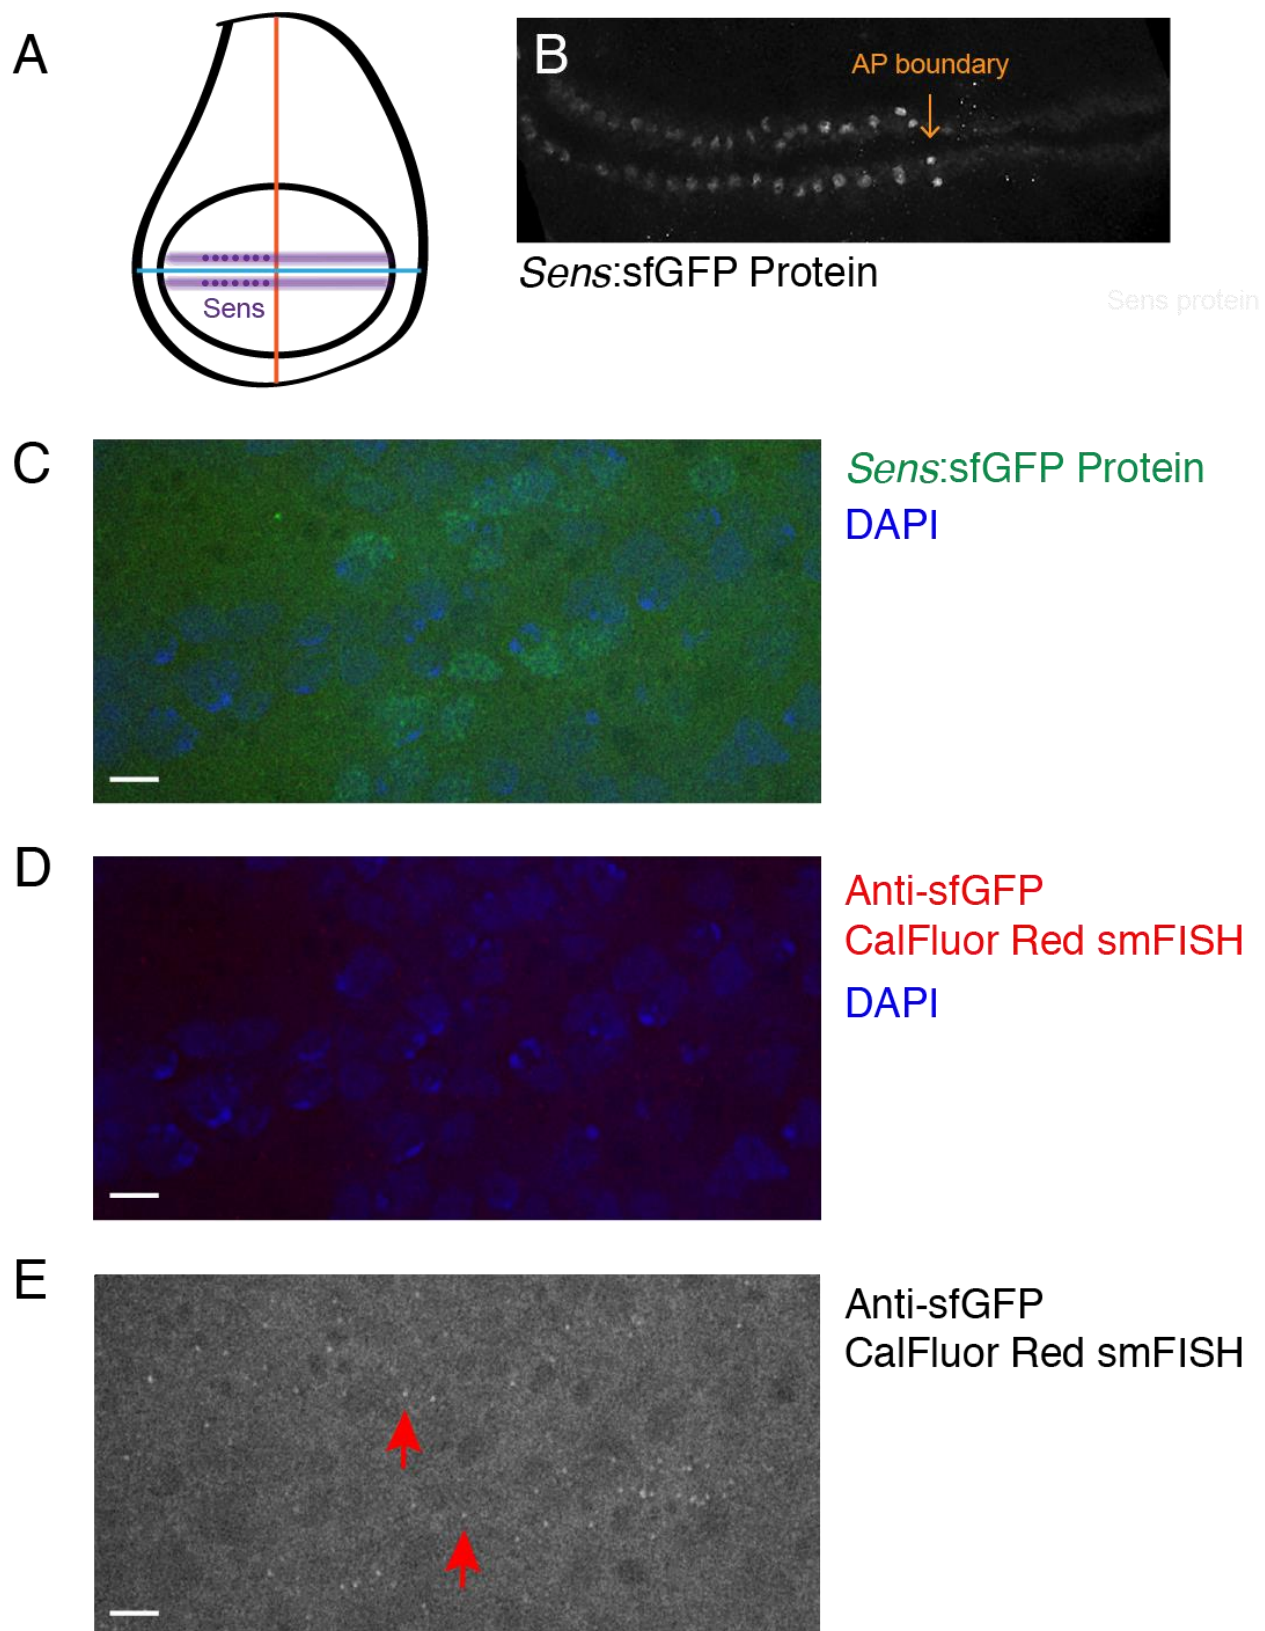 A
Sens
B
AP boundary
Sens:sfGFP Protein
Sens protein
C
Sens:sfGFP Protein
DAPI
D
Anti-sfGFP
CalFluor Red smFISH
DAPI
E
Anti-sfGFP
CalFluor Red smFISH